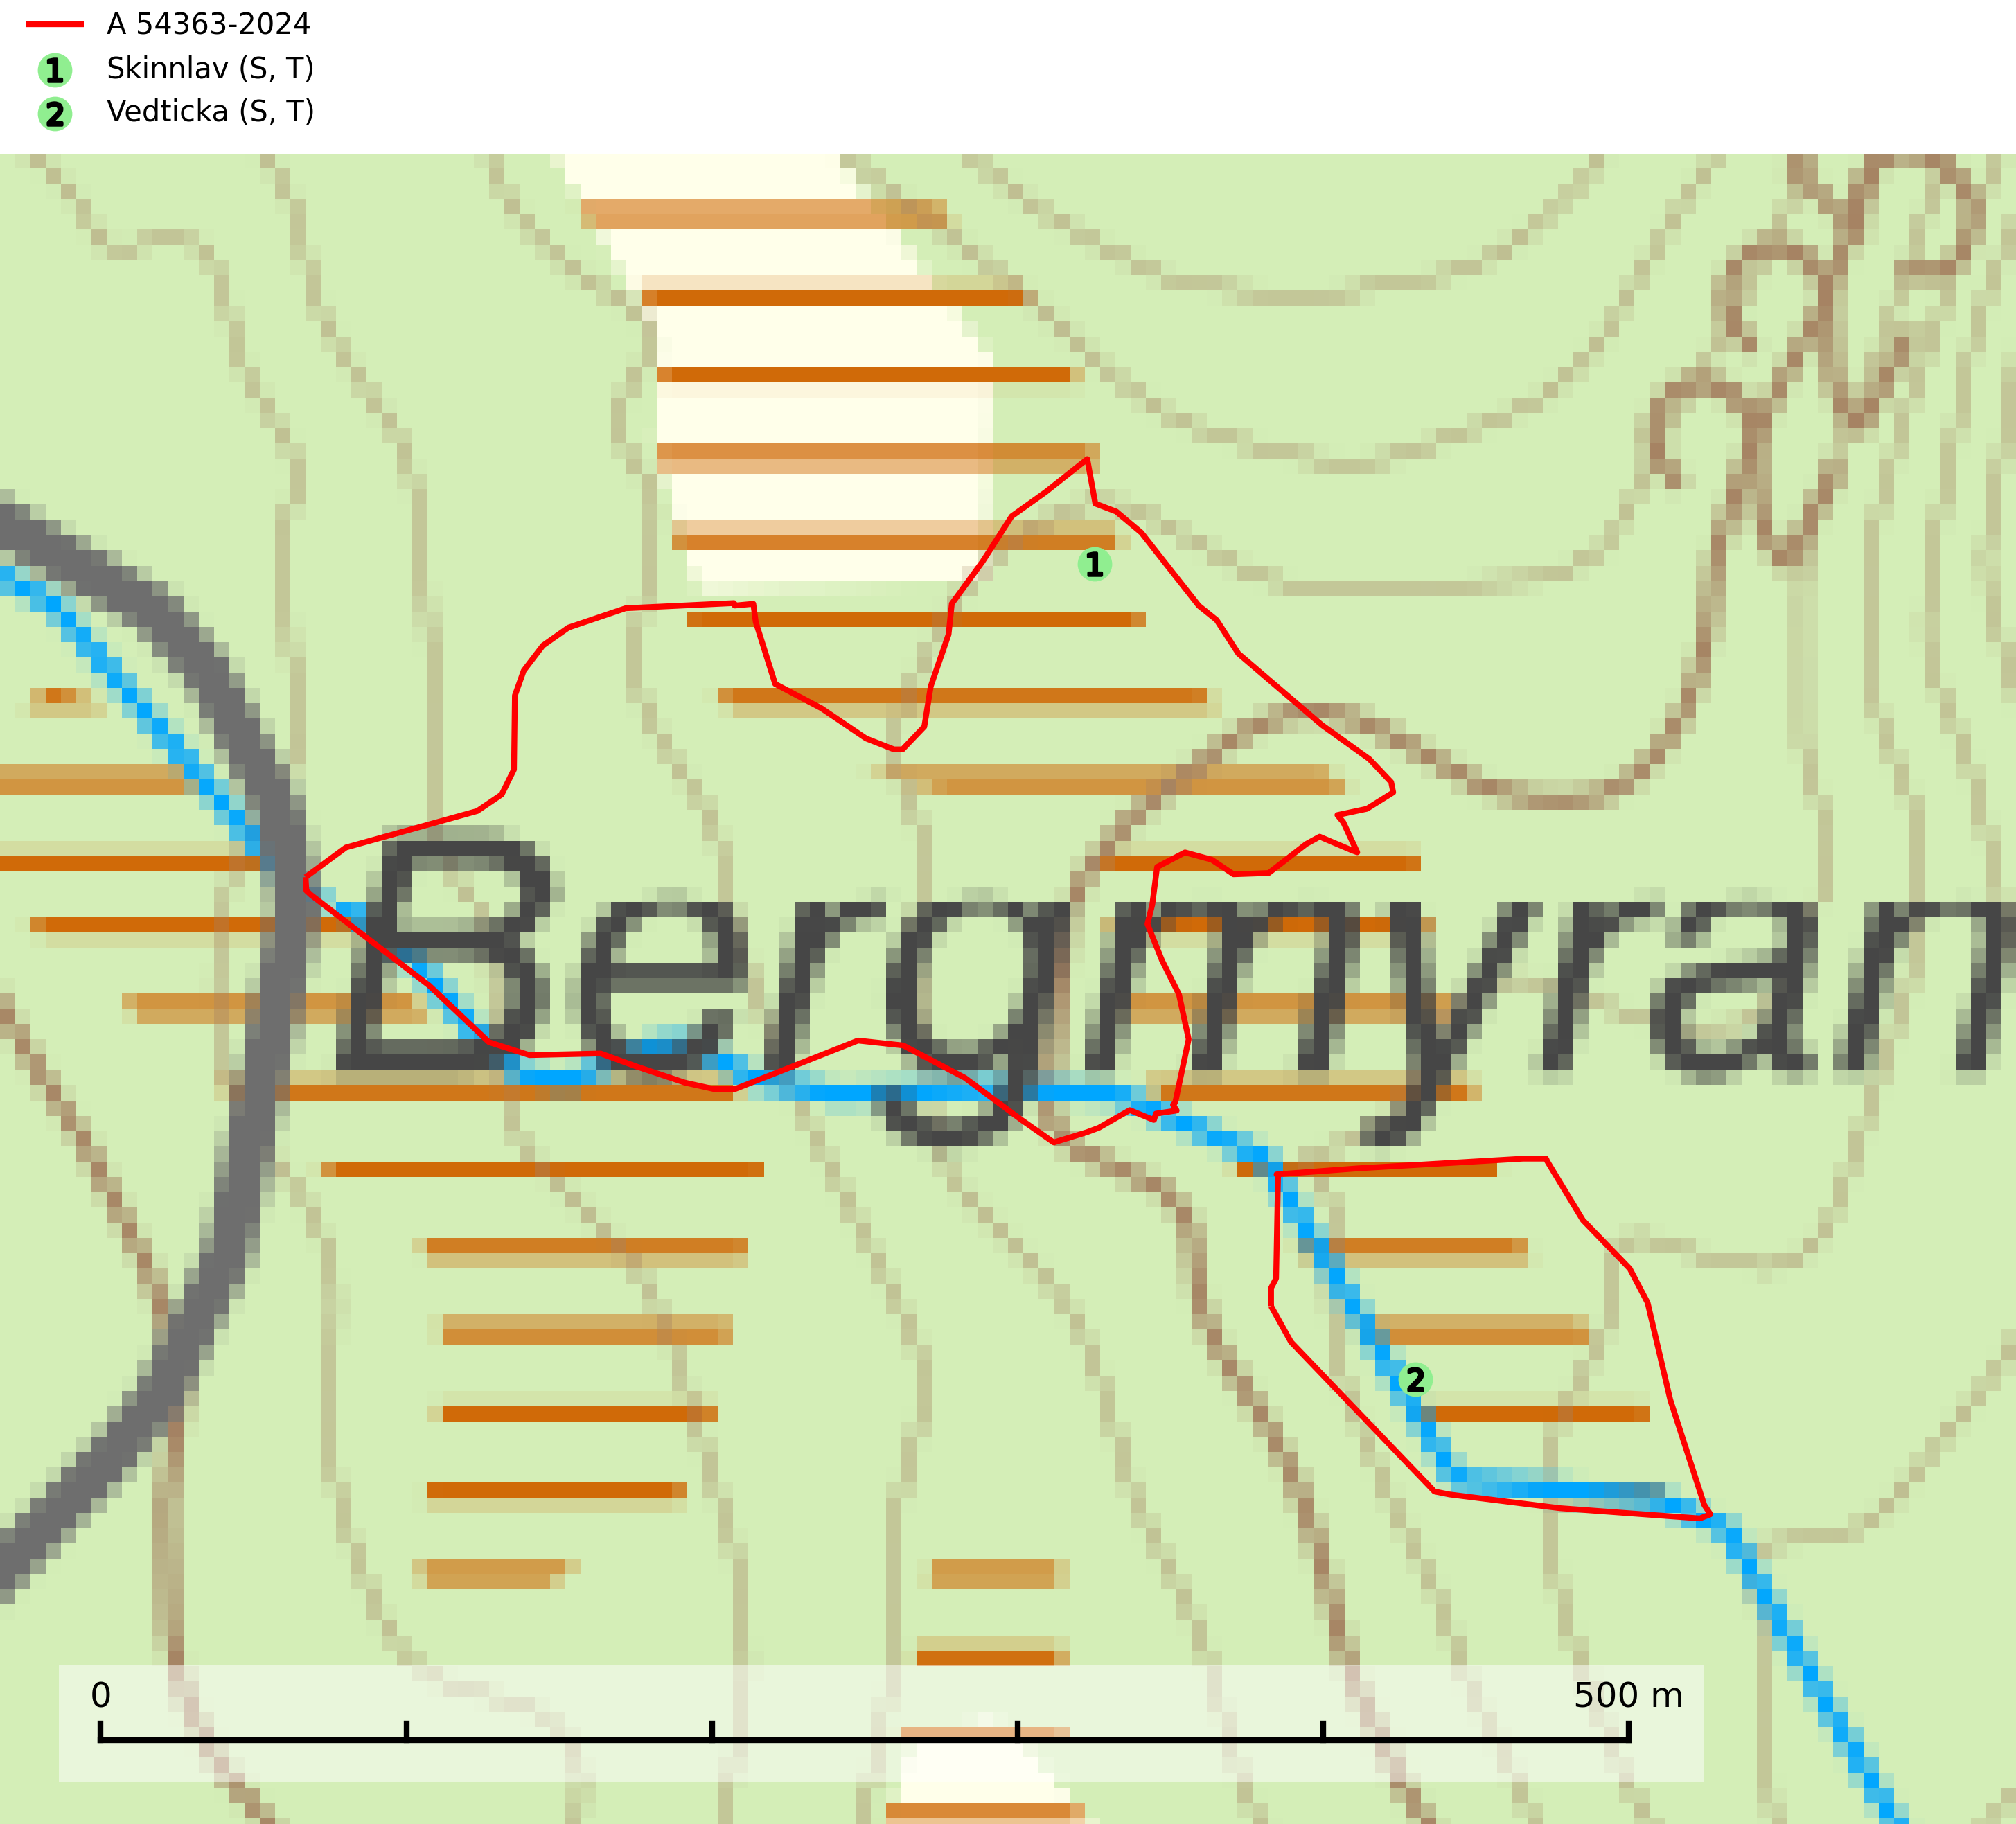 A 54363-2024
1 Skinnlav (S, T)
2 Vedticka (S, T)
1
Bergmyran
2
0 500 m